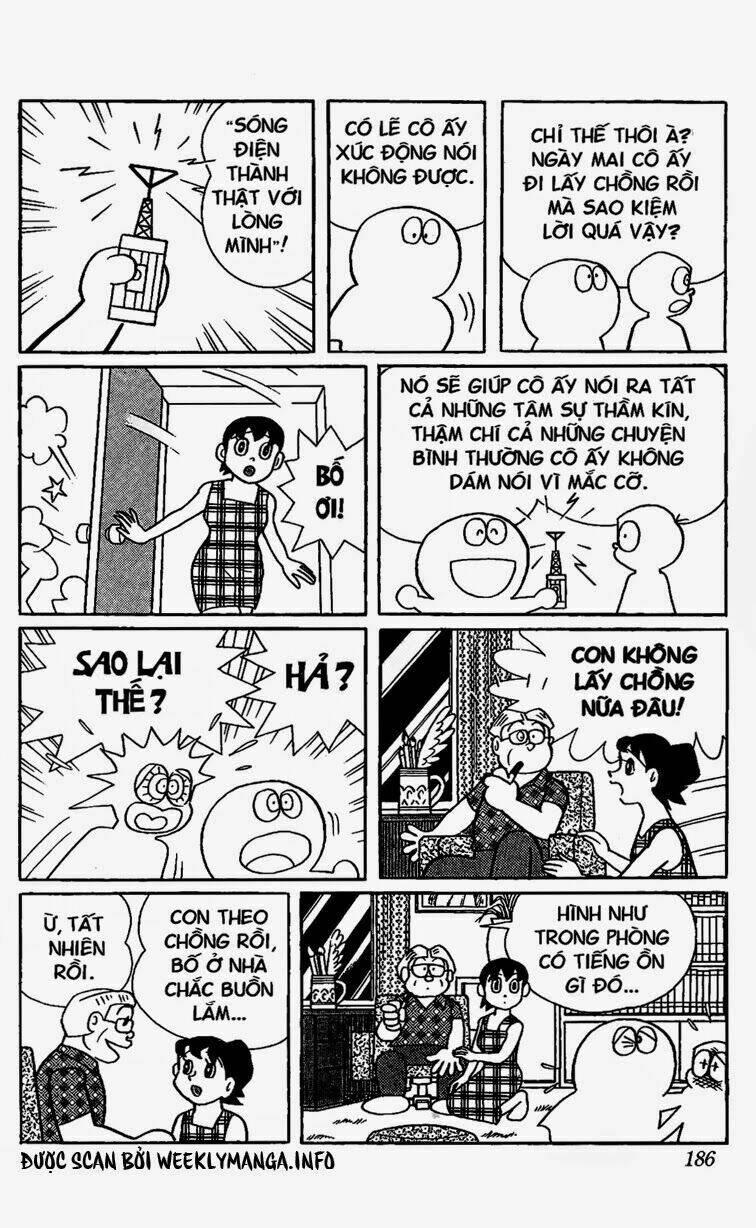 CHỈ THẾ THÔI À?
NGÀY MAI CÔ ẤY
ĐI LẤY CHỒNG RỒI
MÀ SAO KIỆM
LỜI QUÁ VẬY?
CÓ LẼ CÔ ẤY
XÚC ĐỘNG NÓI
KHÔNG ĐƯỢC.
"SÓNG
ĐIỆN
THÀNH
THẬT VỚI
LÒNG
MÌNH"!
NÓ SẼ GIÚP CÔ ẤY NÓI RA TẤT
CẢ NHỮNG TÂM SỰ THẦM KÍN,
THẬM CHÍ CẢ NHỮNG CHUYỆN
BÌNH THƯỜNG CÔ ẤY KHÔNG
DÁM NÓI VÌ MẮC CỠ.
BỐ
ƠI!
CON KHÔNG
LẤY CHỒNG
NỮA ĐÂU!
HẢ?
SAO LẠI
THẾ?
HÌNH NHƯ
TRONG PHÒNG
CÓ TIẾNG ỒN
GÌ ĐÓ...
CON THEO
CHỒNG RỒI,
BỐ Ở NHÀ
CHẮC BUỒN
LẮM...
Ừ, TẤT
NHIÊN
RỒI.
186
ĐƯỢC SCAN BỞI WEEKLYMANGA.INFO